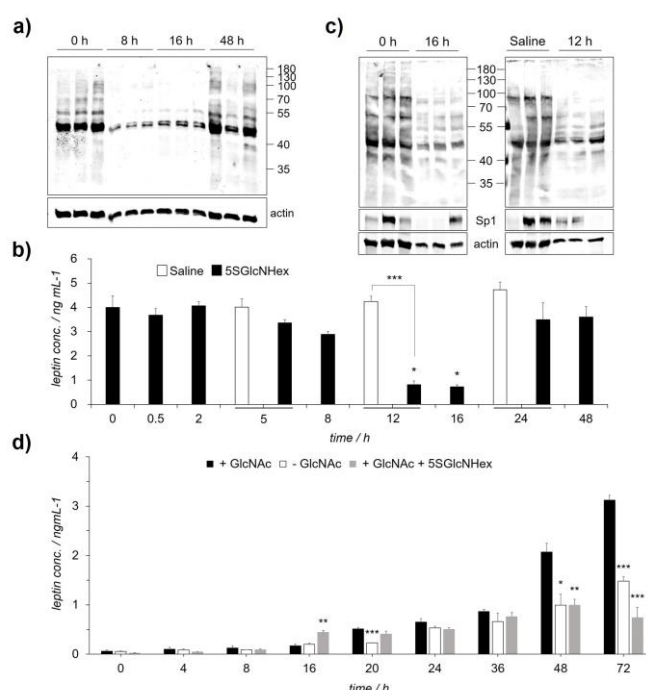 a)
0 h 8 h 16 h 48 h
180
130
100
70
55
40
35
actin
c)
0 h 16 h Saline 12 h
180
130
100
70
55
40
35
Sp1
actin
b)
Saline 5SGlcNHex
leptin conc. / ng mL-1
5
4
3
2
1
0
***
* *
0 0.5 2 5 8 12 16 24 48
time / h
d)
+ GlcNAc - GlcNAc + GlcNAc + 5SGlcNHex
leptin conc. / ngmL-1
4
3
2
1
0
** *** * ** *** ***
0 4 8 16 20 24 36 48 72
time / h